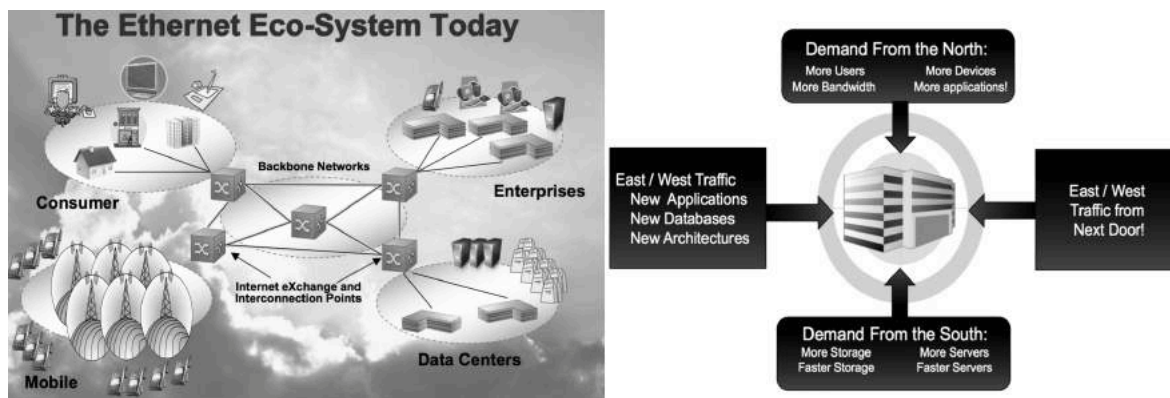 The Ethernet Eco-System Today
Backbone Networks
Consumer
Enterprises
Internet eXchange and
Interconnection Points
Mobile
Data Centers
Demand From the North:
More Users
More Bandwidth
More Devices
More applications!
East / West Traffic
New Applications
New Databases
New Architectures
East / West
Traffic from
Next Door!
Demand From the South:
More Storage
Faster Storage
More Servers
Faster Servers